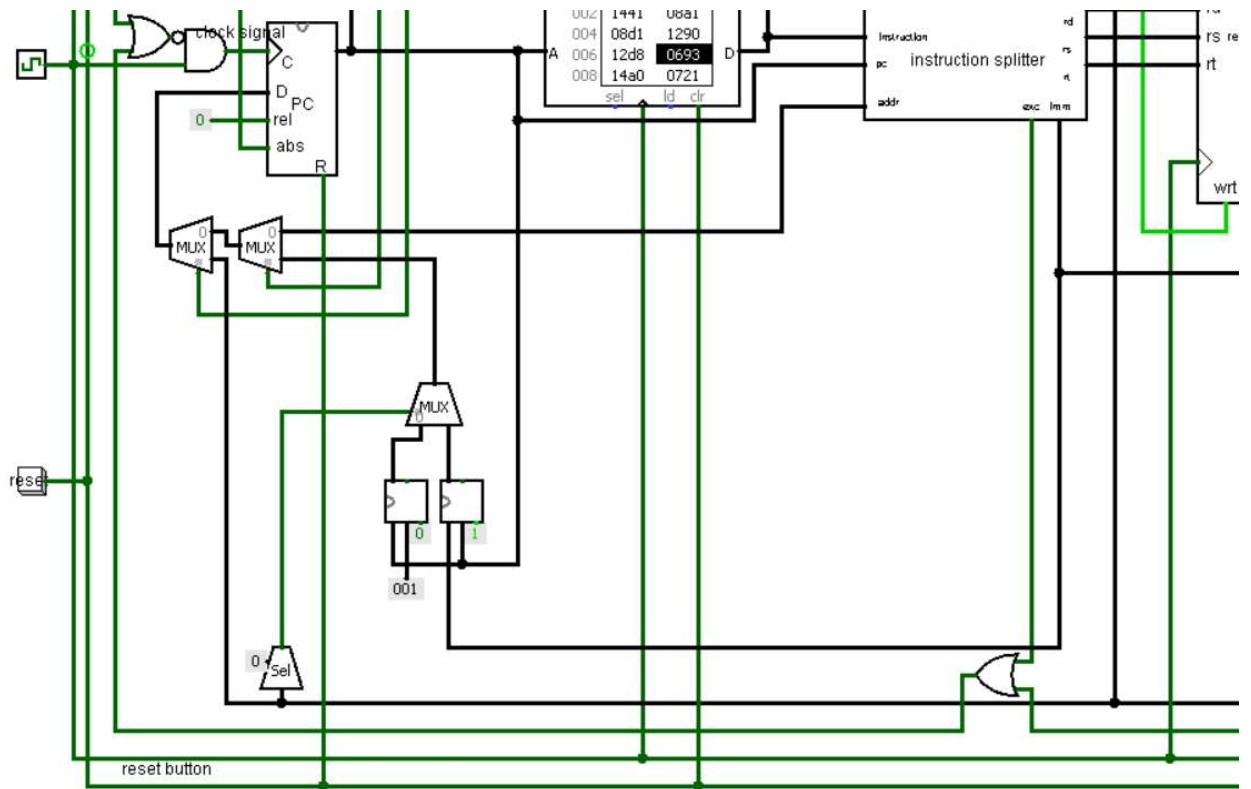 002 1441 08a1
clock signal
004 08d1 1290
006 12d8 0693
008 14a0 0721
A
D
C
D
PC
0
rel
abs
R
sel ld clr
Instruction
pc
addr
instruction splitter
rd
rs
rt
exc Imm
rs re
rt
wrt
0
MUX
0
MUX
MUX
0
reset
0
1
001
0
Sel
reset button